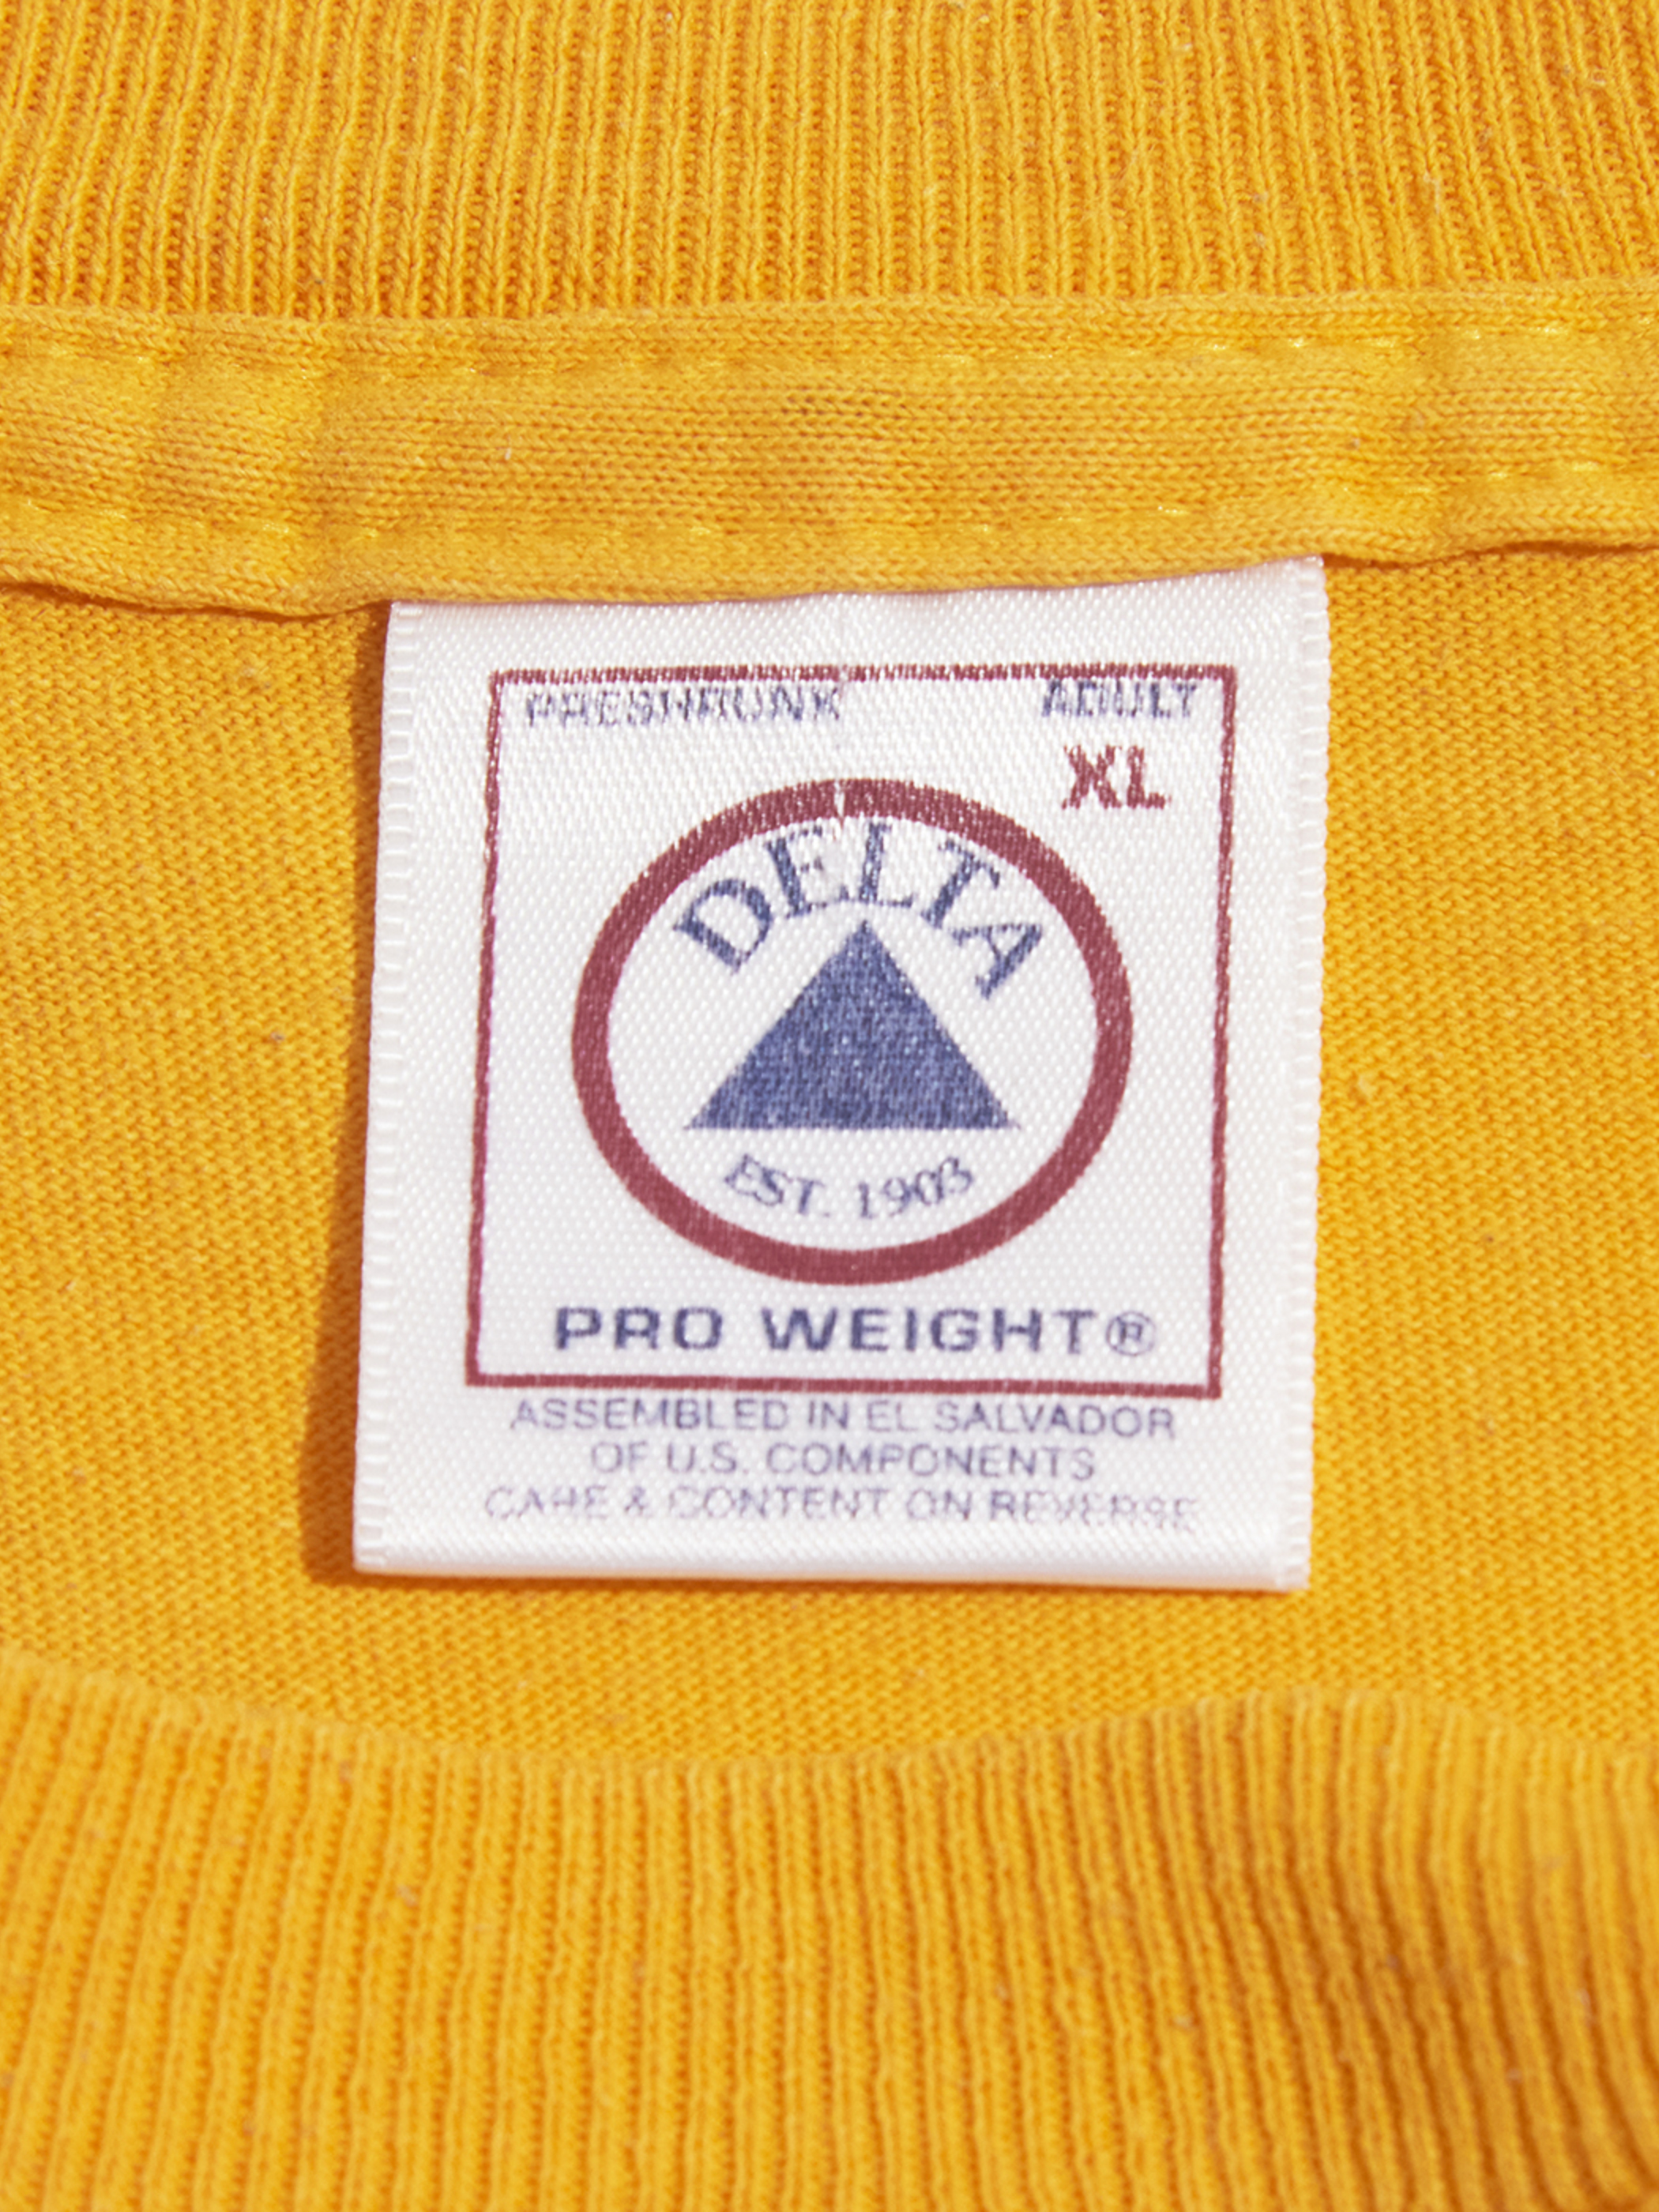 PRESHRUNK ADULT
XL
DELTA
EST. 1903
PRO WEIGHT®
ASSEMBLED IN EL SALVADOR
OF U.S. COMPONENTS
CARE & CONTENT ON REVERSE